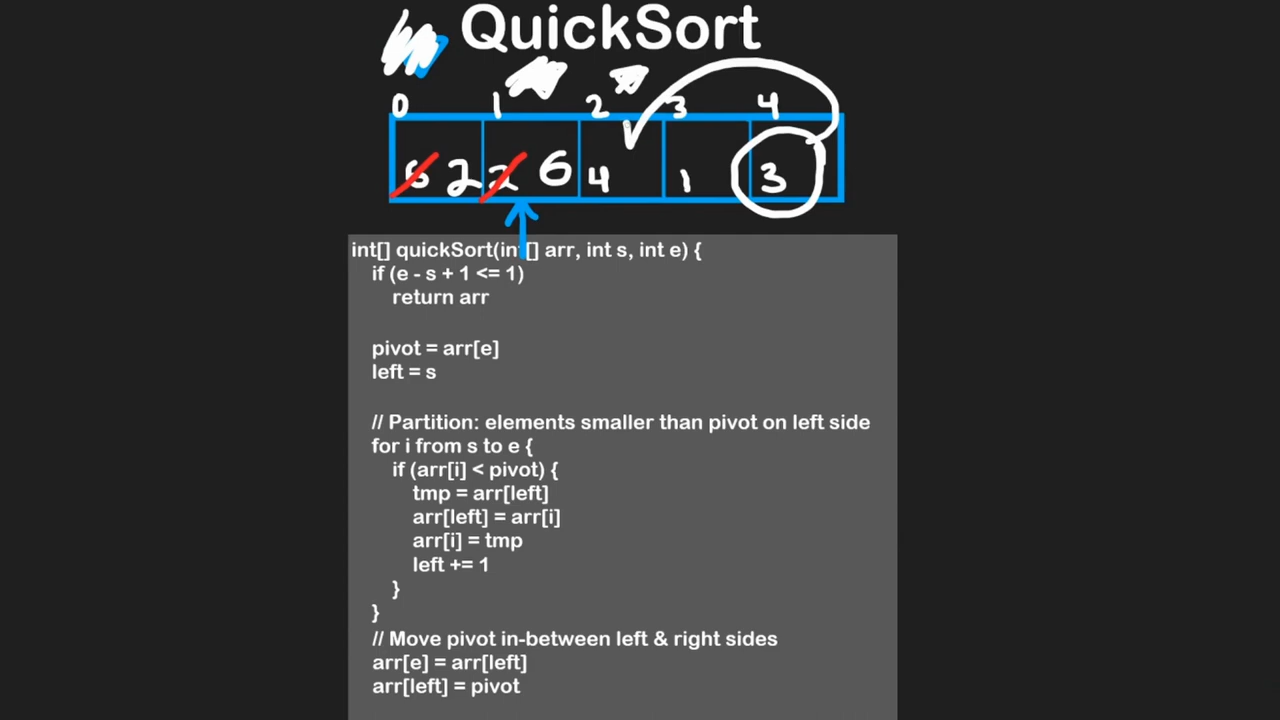 QuickSort
0 1 2 3 4
6 2 2 6 4 1 3
int[] quickSort(int[] arr, int s, int e) {
if (e - s + 1 <= 1)
return arr
pivot = arr[e]
left = s
// Partition: elements smaller than pivot on left side
for i from s to e {
if (arr[i] < pivot) {
tmp = arr[left]
arr[left] = arr[i]
arr[i] = tmp
left += 1
}
}
// Move pivot in-between left & right sides
arr[e] = arr[left]
arr[left] = pivot